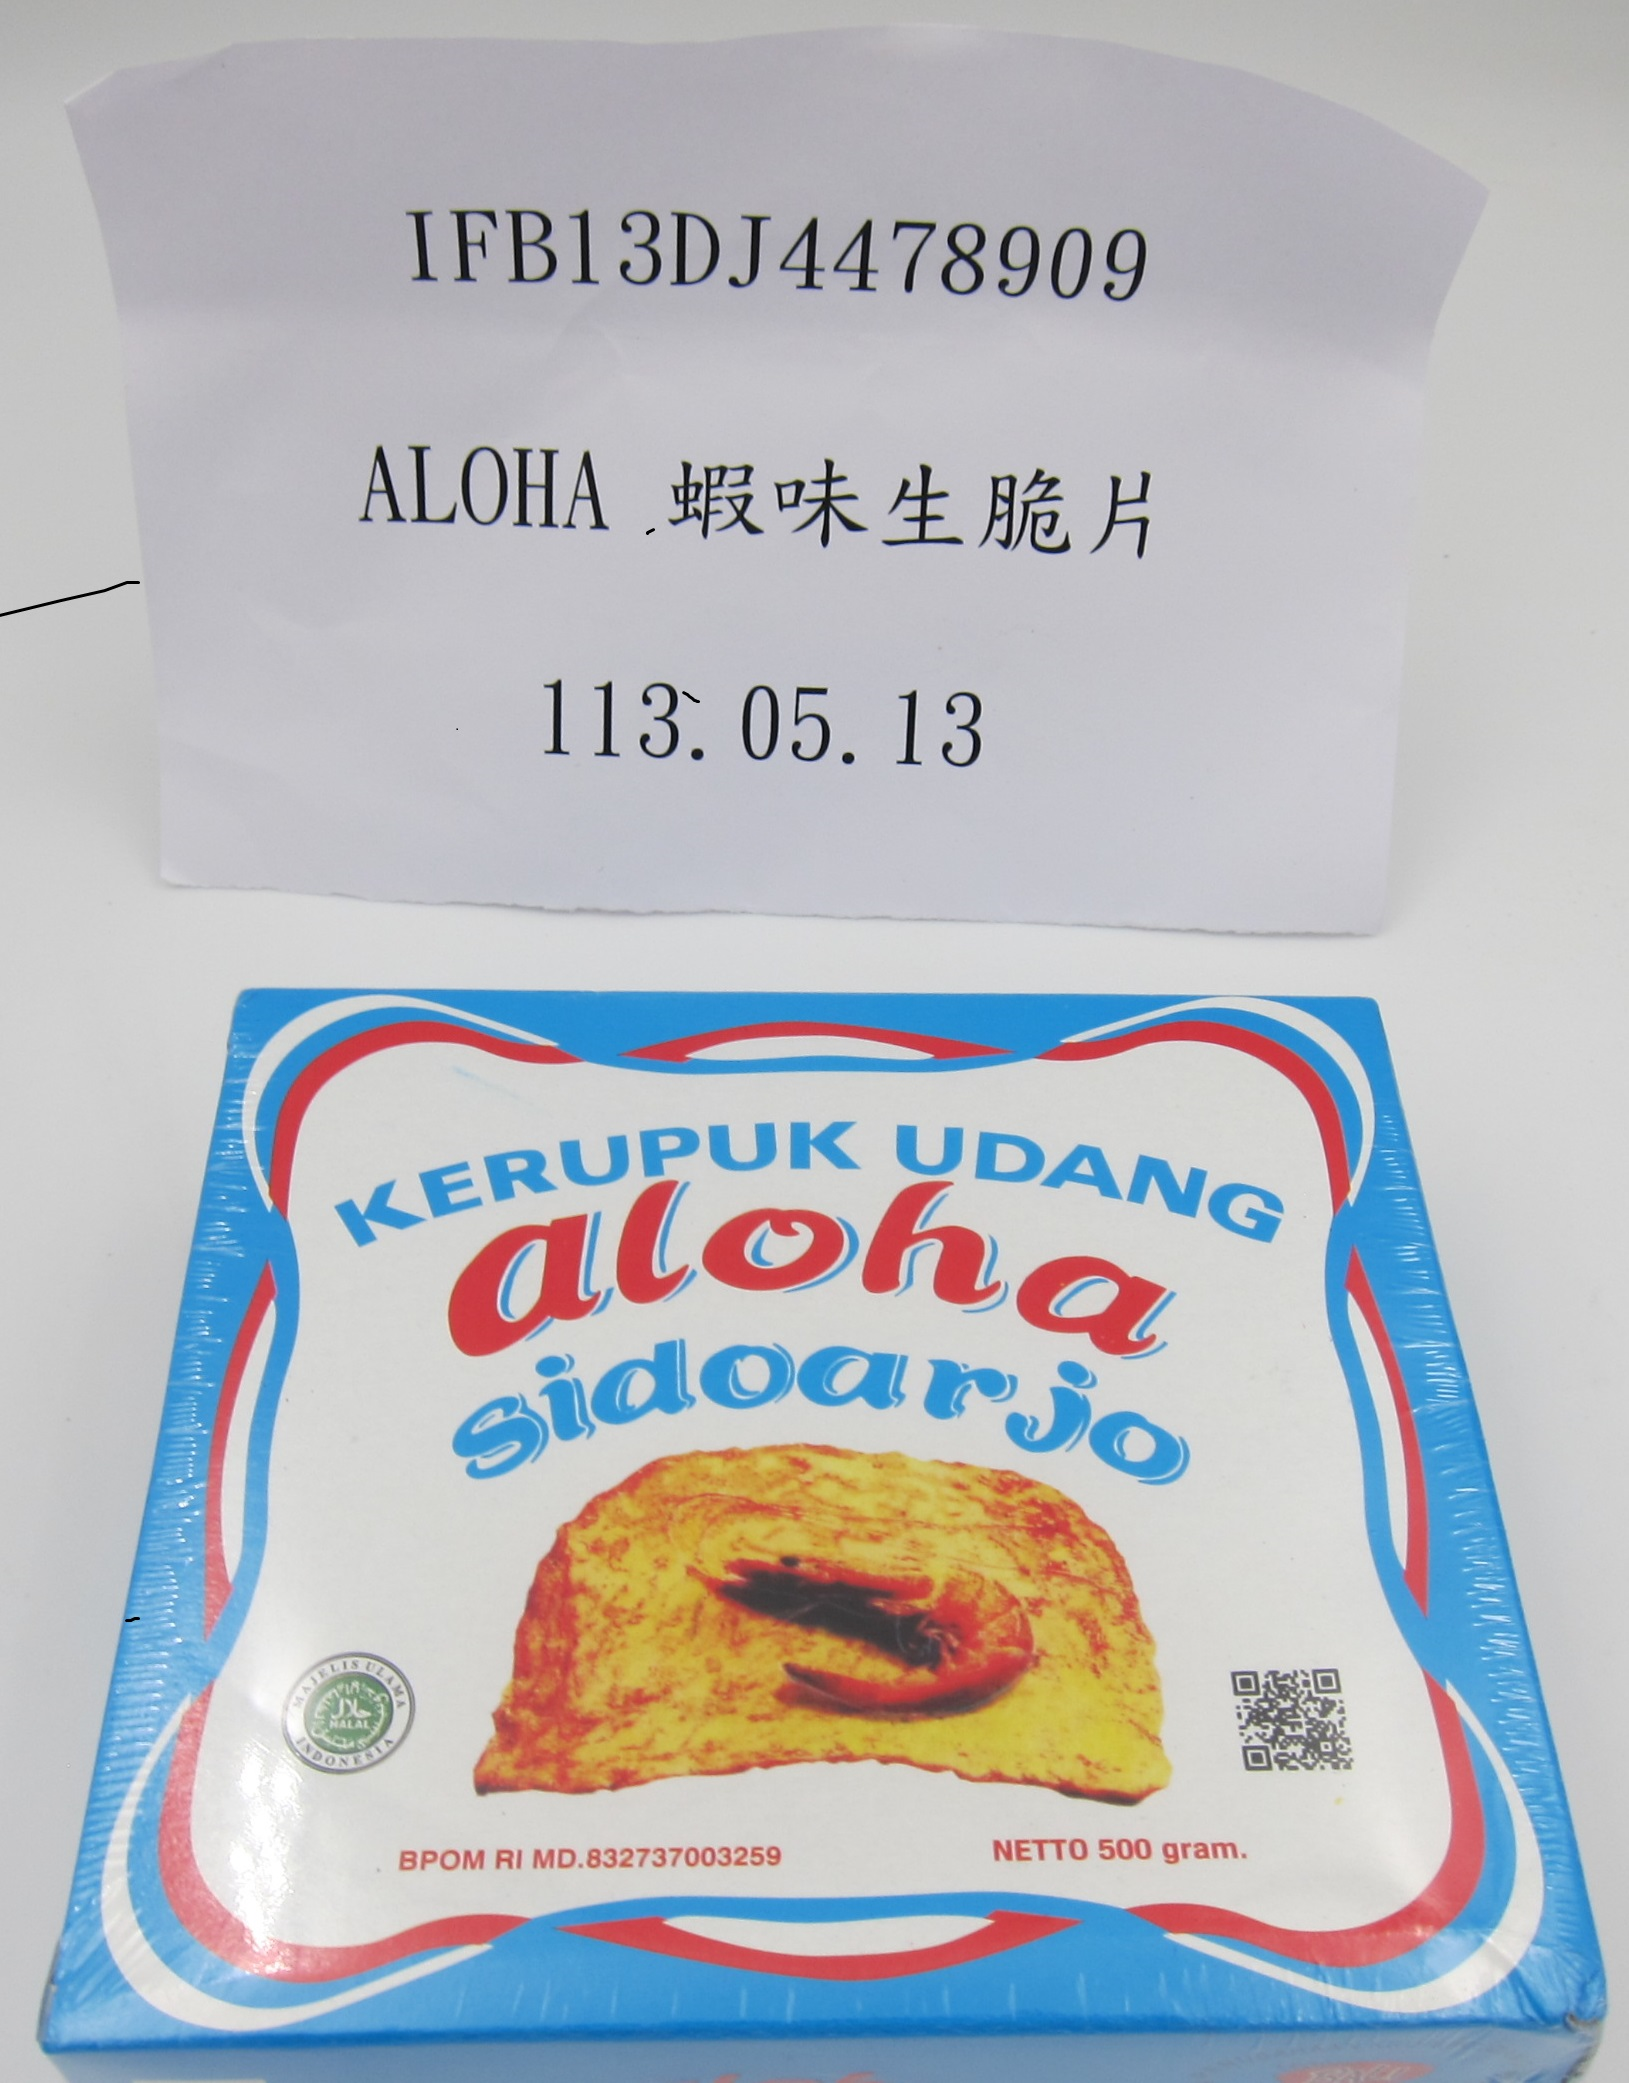 IFB13DJ4478909
ALOHA 蝦味生脆片
113.05.13
KERUPUK UDANG
aloha
sidoarjo
MAJELIS ULAMA
HALAL
INDONESIA
BPOM RI MD.832737003259
NETTO 500 gram.